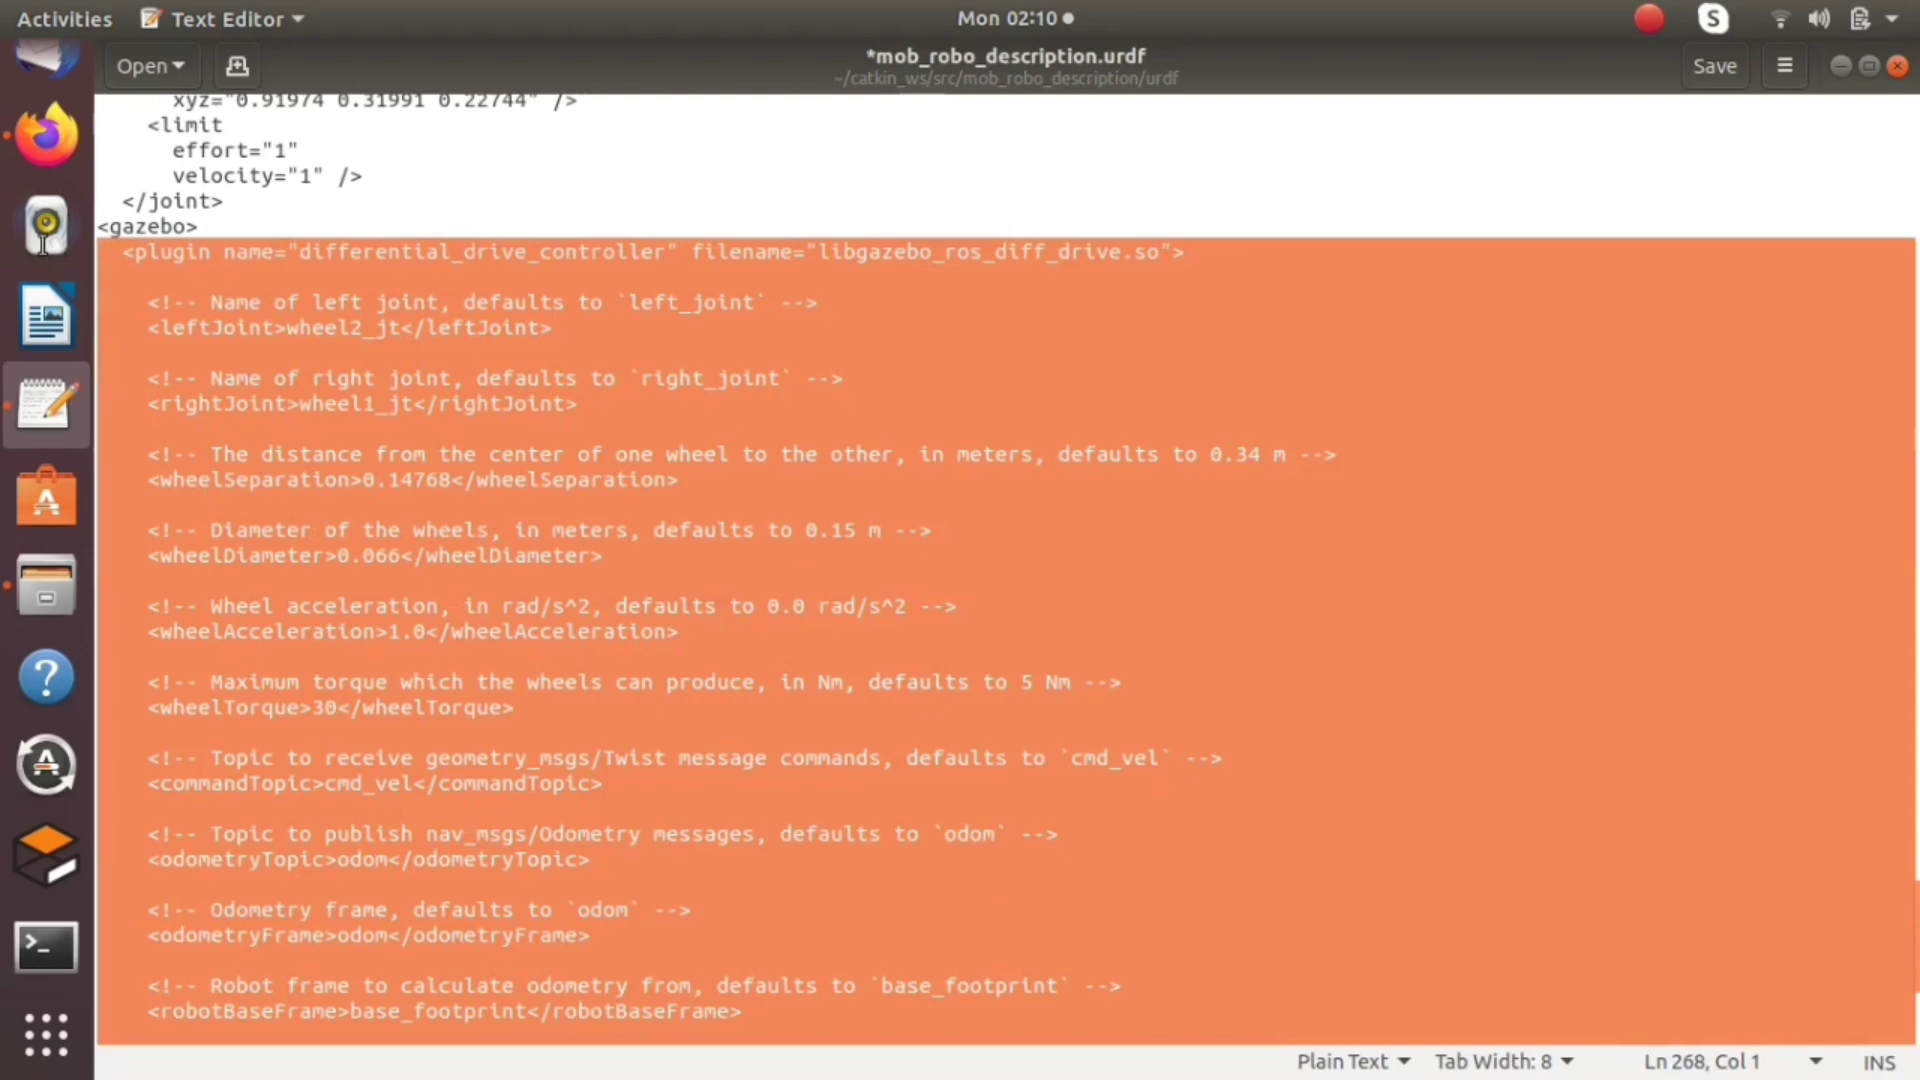 Activities Text Editor Mon 02:10
Open *mob_robo_description.urdf Save
~/catkin_ws/src/mob_robo_description/urdf
xyz="0.91974 0.31991 0.22744" />
<limit
effort="1"
velocity="1" />
</joint>
<gazebo>
<plugin name="differential_drive_controller" filename="libgazebo_ros_diff_drive.so">
<!-- Name of left joint, defaults to `left_joint` -->
<leftJoint>wheel2_jt</leftJoint>
<!-- Name of right joint, defaults to `right_joint` -->
<rightJoint>wheel1_jt</rightJoint>
<!-- The distance from the center of one wheel to the other, in meters, defaults to 0.34 m -->
<wheelSeparation>0.14768</wheelSeparation>
<!-- Diameter of the wheels, in meters, defaults to 0.15 m -->
<wheelDiameter>0.066</wheelDiameter>
<!-- Wheel acceleration, in rad/s^2, defaults to 0.0 rad/s^2 -->
<wheelAcceleration>1.0</wheelAcceleration>
<!-- Maximum torque which the wheels can produce, in Nm, defaults to 5 Nm -->
<wheelTorque>30</wheelTorque>
<!-- Topic to receive geometry_msgs/Twist message commands, defaults to `cmd_vel` -->
<commandTopic>cmd_vel</commandTopic>
<!-- Topic to publish nav_msgs/Odometry messages, defaults to `odom` -->
<odometryTopic>odom</odometryTopic>
<!-- Odometry frame, defaults to `odom` -->
<odometryFrame>odom</odometryFrame>
<!-- Robot frame to calculate odometry from, defaults to `base_footprint` -->
<robotBaseFrame>base_footprint</robotBaseFrame>
Plain Text Tab Width: 8 Ln 268, Col 1 INS